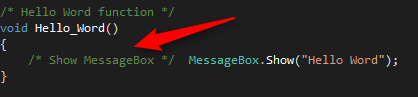 /* Hello Word function */
void Hello_Word()
{
/* Show MessageBox */ MessageBox.Show("Hello Word");
}